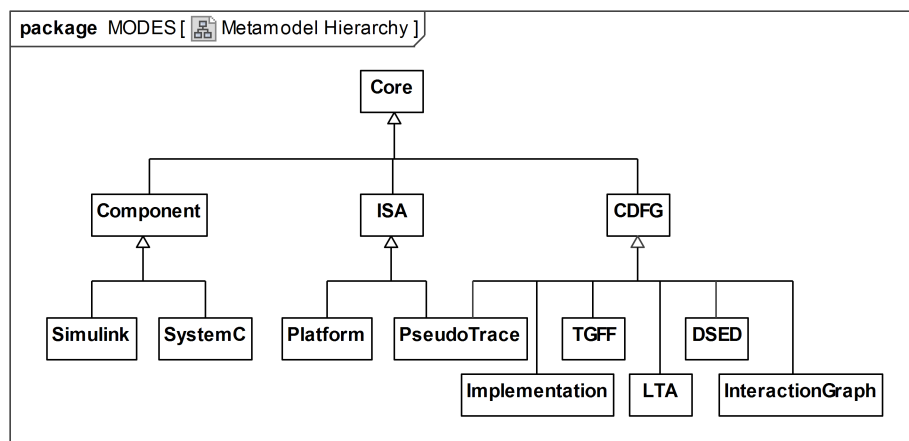 package MODES [ Metamodel Hierarchy ]
Core
Component
ISA
CDFG
Simulink
SystemC
Platform
PseudoTrace
TGFF
DSED
Implementation
LTA
InteractionGraph